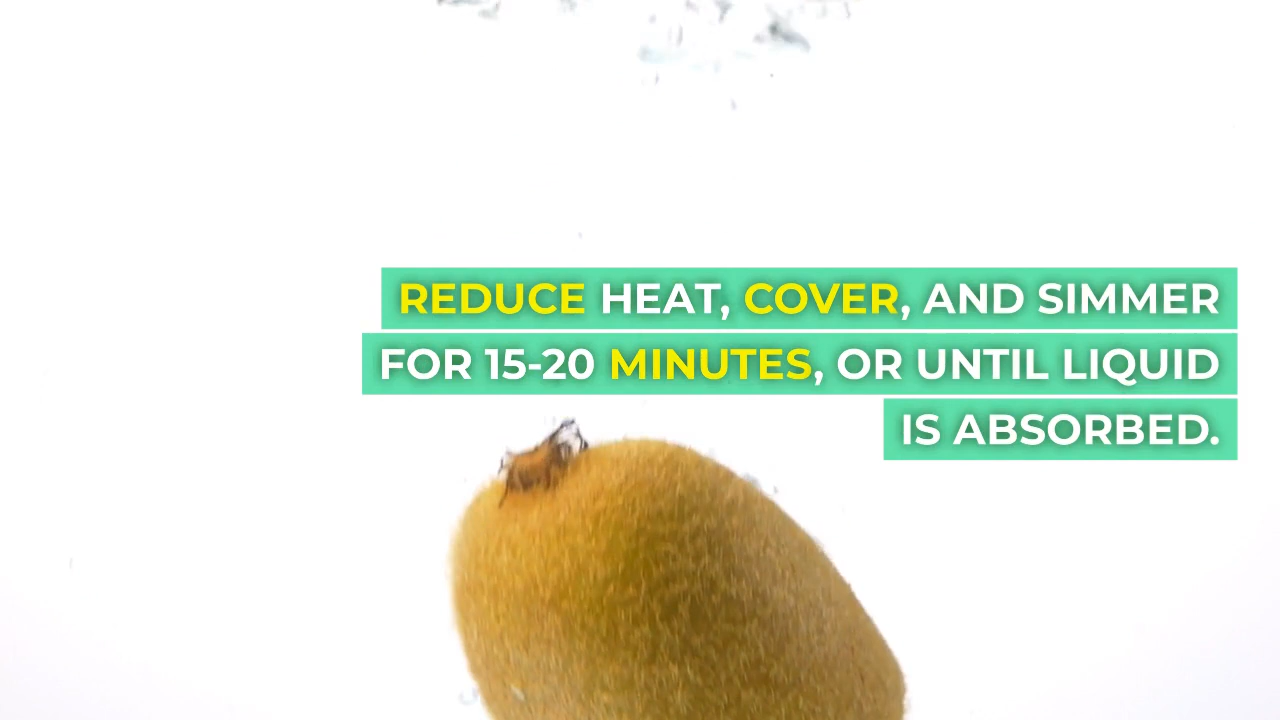 REDUCE HEAT, COVER, AND SIMMER
FOR 15-20 MINUTES, OR UNTIL LIQUID
IS ABSORBED.